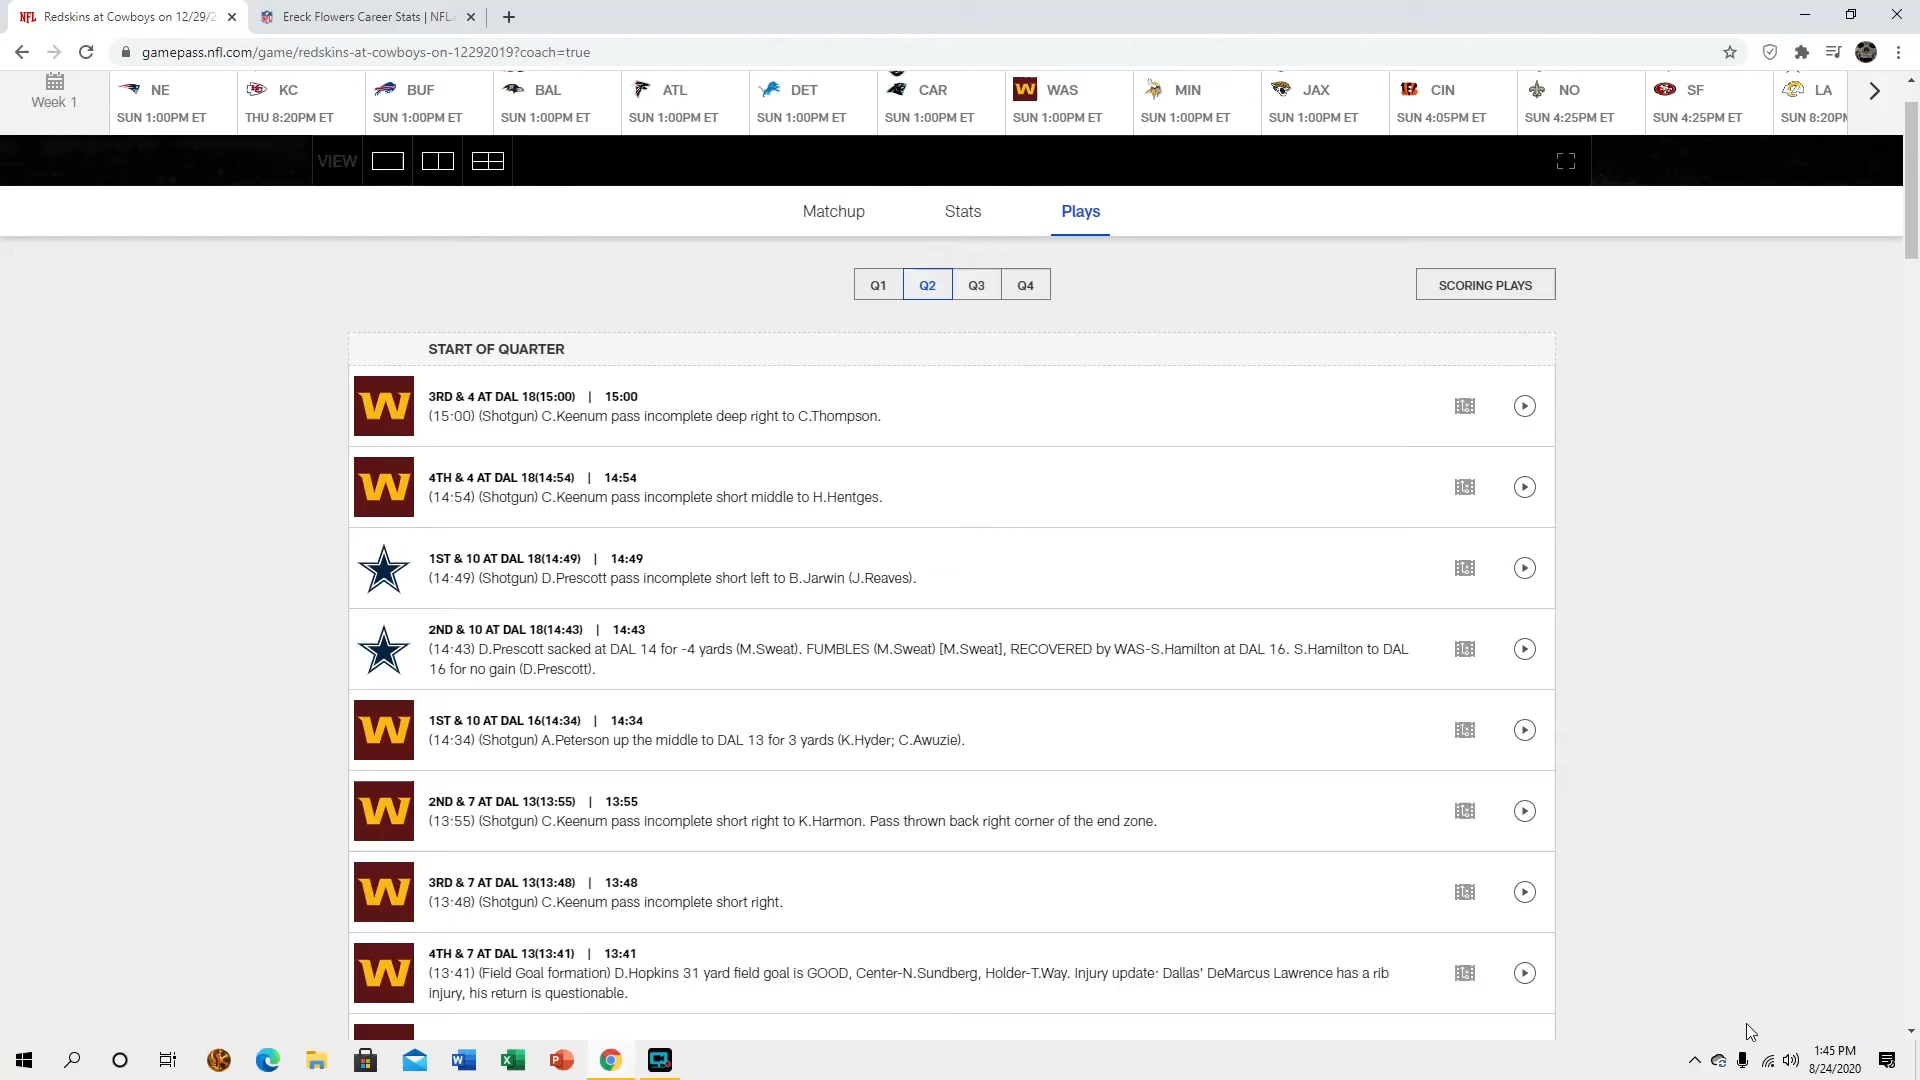 Redskins at Cowboys on 12/29/2
Ereck Flowers Career Stats | NFL.
gamepass.nfl.com/game/redskins-at-cowboys-on-12292019?coach=true
Week 1
NE
SUN 1:00PM ET
KC
THU 8:20PM ET
BUF
SUN 1:00PM ET
BAL
SUN 1:00PM ET
ATL
SUN 1:00PM ET
DET
SUN 1:00PM ET
CAR
SUN 1:00PM ET
WAS
SUN 1:00PM ET
MIN
SUN 1:00PM ET
JAX
SUN 1:00PM ET
CIN
SUN 4:05PM ET
NO
SUN 4:25PM ET
SF
SUN 4:25PM ET
LA
SUN 8:20PM
VIEW
Matchup Stats Plays
Q1 Q2 Q3 Q4
SCORING PLAYS
START OF QUARTER
3RD & 4 AT DAL 18(15:00) | 15:00
(15:00) (Shotgun) C.Keenum pass incomplete deep right to C.Thompson.
4TH & 4 AT DAL 18(14:54) | 14:54
(14:54) (Shotgun) C.Keenum pass incomplete short middle to H.Hentges.
1ST & 10 AT DAL 18(14:49) | 14:49
(14:49) (Shotgun) D.Prescott pass incomplete short left to B.Jarwin (J.Reaves).
2ND & 10 AT DAL 18(14:43) | 14:43
(14:43) D.Prescott sacked at DAL 14 for -4 yards (M.Sweat). FUMBLES (M.Sweat) [M.Sweat], RECOVERED by WAS-S.Hamilton at DAL 16. S.Hamilton to DAL
16 for no gain (D.Prescott).
1ST & 10 AT DAL 16(14:34) | 14:34
(14:34) (Shotgun) A.Peterson up the middle to DAL 13 for 3 yards (K.Hyder; C.Awuzie).
2ND & 7 AT DAL 13(13:55) | 13:55
(13:55) (Shotgun) C.Keenum pass incomplete short right to K.Harmon. Pass thrown back right corner of the end zone.
3RD & 7 AT DAL 13(13:48) | 13:48
(13:48) (Shotgun) C.Keenum pass incomplete short right.
4TH & 7 AT DAL 13(13:41) | 13:41
(13:41) (Field Goal formation) D.Hopkins 31 yard field goal is GOOD, Center-N.Sundberg, Holder-T.Way. Injury update: Dallas' DeMarcus Lawrence has a rib
injury, his return is questionable.
1:45 PM
8/24/2020